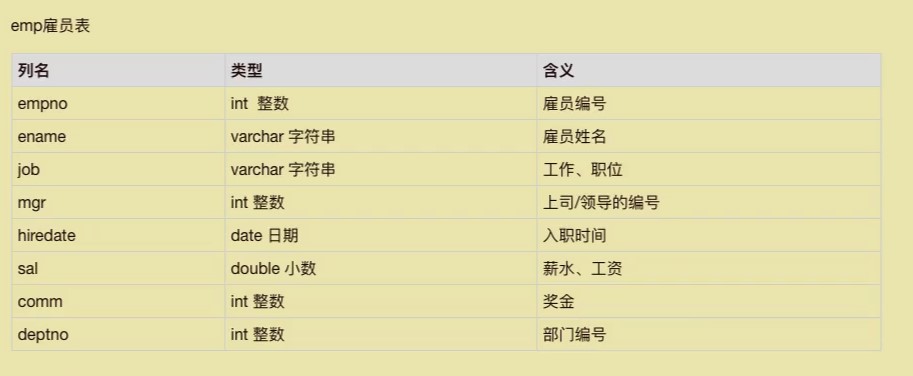 emp雇员表
列名 类型 含义
empno int 整数 雇员编号
ename varchar 字符串 雇员姓名
job varchar 字符串 工作、职位
mgr int 整数 上司/领导的编号
hiredate date 日期 入职时间
sal double 小数 薪水、工资
comm int 整数 奖金
deptno int 整数 部门编号